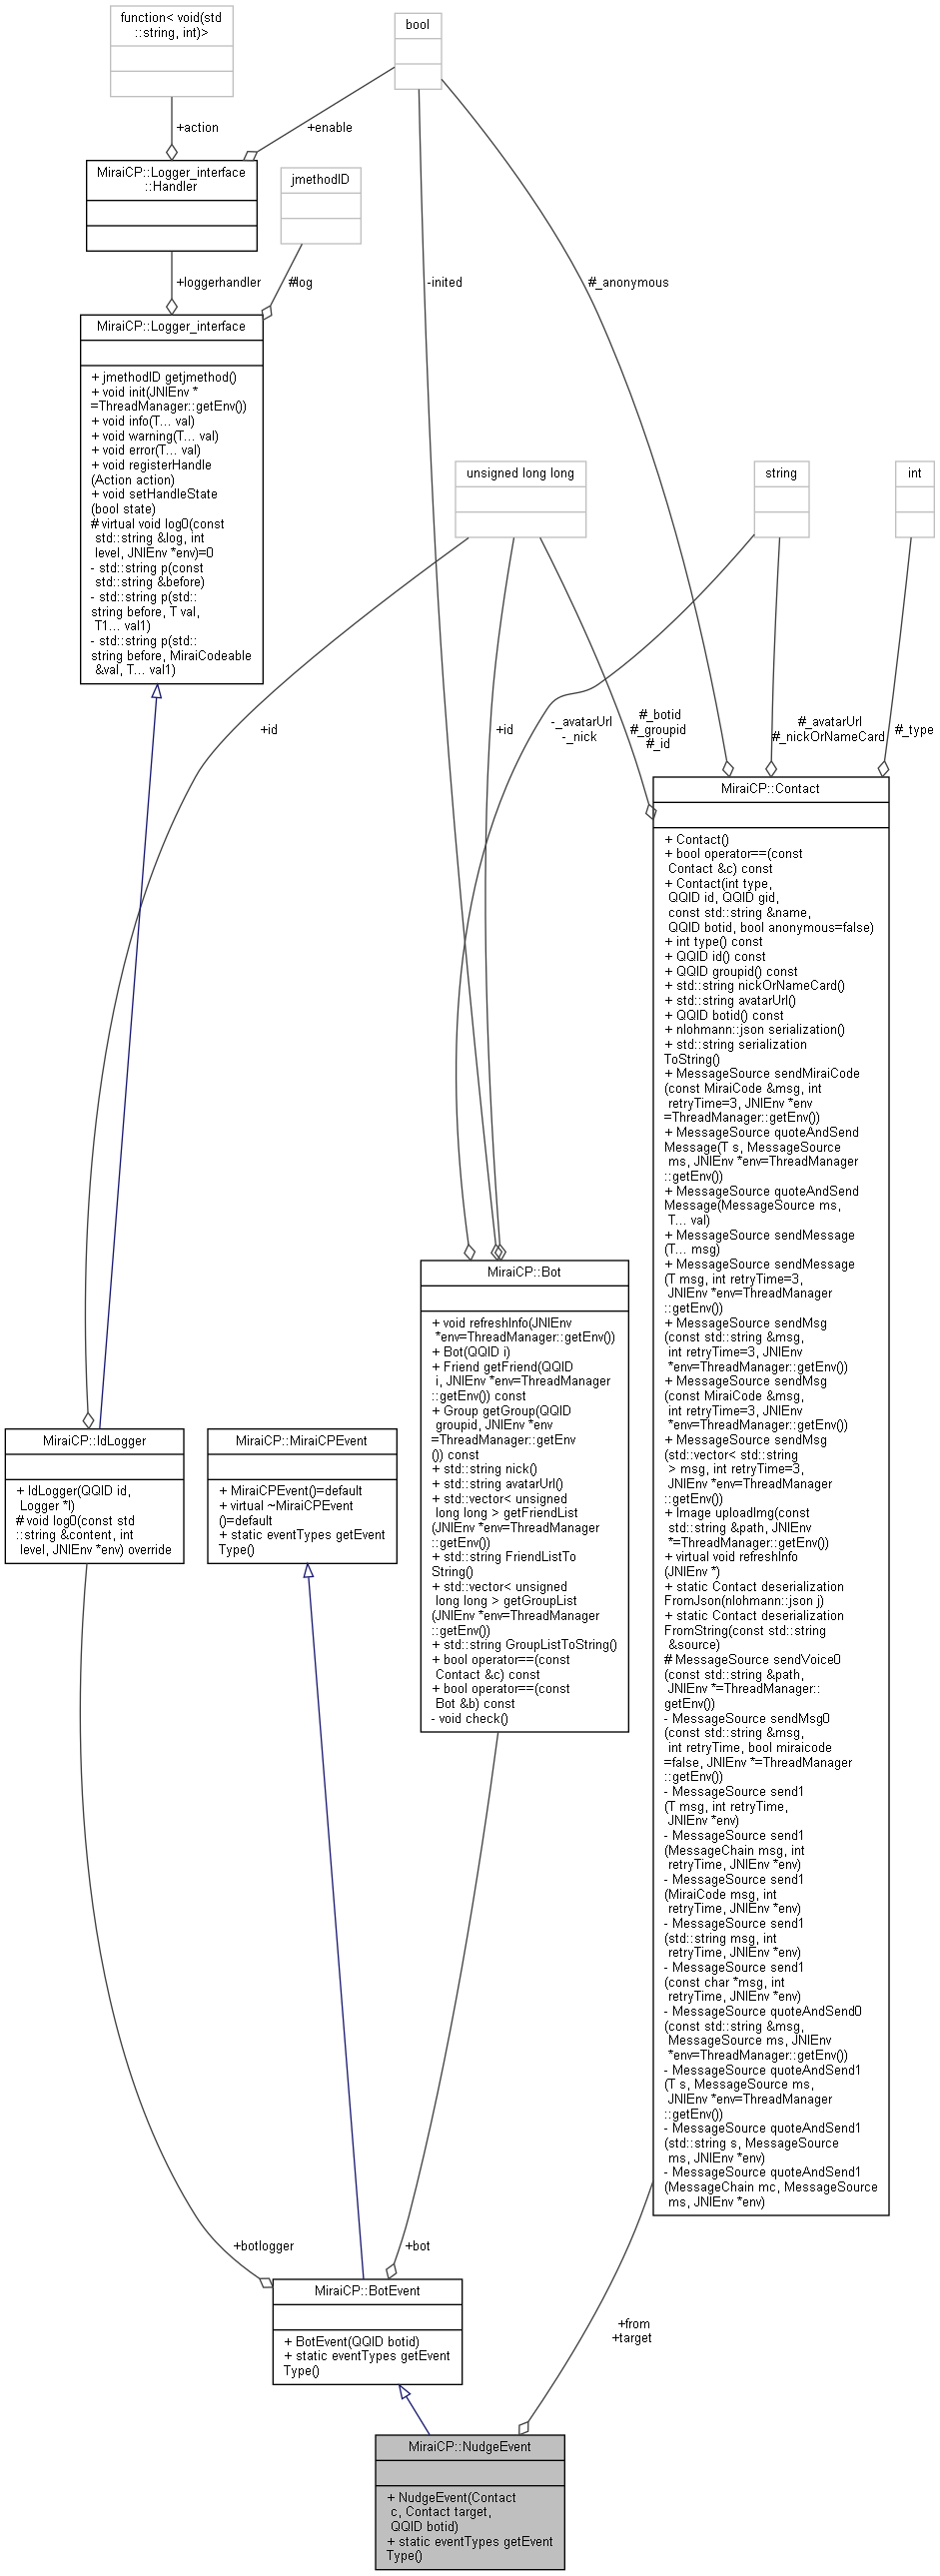 function< void(std
::string, int)>
bool
+action
+enable
MiraiCP::Logger_interface
::Handler
jmethodID
+loggerhandler
#log
-inited
#_anonymous
MiraiCP::Logger_interface
+ jmethodID getjmethod()
+ void init(JNIEnv *
=ThreadManager::getEnv())
+ void info(T... val)
+ void warning(T... val)
+ void error(T... val)
+ void registerHandle
(Action action)
+ void setHandleState
(bool state)
# virtual void log0(const
std::string &log, int
level, JNIEnv *env)=0
- std::string p(const
std::string &before)
- std::string p(std::
string before, T val,
T1... val1)
- std::string p(std::
string before, MiraiCodeable
&val, T... val1)
unsigned long long
string
int
+id
+id
-_avatarUrl
-_nick
#_botid
#_groupid
#_id
#_avatarUrl
#_nickOrNameCard
#_type
MiraiCP::Contact
+ Contact()
+ bool operator==(const
Contact &c) const
+ Contact(int type,
QQID id, QQID gid,
const std::string &name,
QQID botid, bool anonymous=false)
+ int type() const
+ QQID id() const
+ QQID groupid() const
+ std::string nickOrNameCard()
+ std::string avatarUrl()
+ QQID botid() const
+ nlohmann::json serialization()
+ std::string serialization
ToString()
+ MessageSource sendMiraiCode
(const MiraiCode &msg, int
retryTime=3, JNIEnv *env
=ThreadManager::getEnv())
+ MessageSource quoteAndSend
Message(T s, MessageSource
ms, JNIEnv *env=ThreadManager
::getEnv())
+ MessageSource quoteAndSend
Message(MessageSource ms,
T... val)
+ MessageSource sendMessage
(T... msg)
+ MessageSource sendMessage
(T msg, int retryTime=3,
JNIEnv *env=ThreadManager
::getEnv())
+ MessageSource sendMsg
(const std::string &msg,
int retryTime=3, JNIEnv
*env=ThreadManager::getEnv())
+ MessageSource sendMsg
(const MiraiCode &msg,
int retryTime=3, JNIEnv
*env=ThreadManager::getEnv())
+ MessageSource sendMsg
(std::vector< std::string
> msg, int retryTime=3,
JNIEnv *env=ThreadManager
::getEnv())
+ Image uploadImg(const
std::string &path, JNIEnv
*=ThreadManager::getEnv())
+ virtual void refreshInfo
(JNIEnv *)
+ static Contact deserialization
FromJson(nlohmann::json j)
+ static Contact deserialization
FromString(const std::string
&source)
# MessageSource sendVoice0
(const std::string &path,
JNIEnv *=ThreadManager::
getEnv())
- MessageSource sendMsg0
(const std::string &msg,
int retryTime, bool miraicode
=false, JNIEnv *=ThreadManager
::getEnv())
- MessageSource send1
(T msg, int retryTime,
JNIEnv *env)
- MessageSource send1
(MessageChain msg, int
retryTime, JNIEnv *env)
- MessageSource send1
(MiraiCode msg, int
retryTime, JNIEnv *env)
- MessageSource send1
(std::string msg, int
retryTime, JNIEnv *env)
- MessageSource send1
(const char *msg, int
retryTime, JNIEnv *env)
- MessageSource quoteAndSend0
(const std::string &msg,
MessageSource ms, JNIEnv
*env=ThreadManager::getEnv())
- MessageSource quoteAndSend1
(T s, MessageSource ms,
JNIEnv *env=ThreadManager
::getEnv())
- MessageSource quoteAndSend1
(std::string s, MessageSource
ms, JNIEnv *env)
- MessageSource quoteAndSend1
(MessageChain mc, MessageSource
ms, JNIEnv *env)
MiraiCP::Bot
+ void refreshInfo(JNIEnv
*env=ThreadManager::getEnv())
+ Bot(QQID i)
+ Friend getFriend(QQID
i, JNIEnv *env=ThreadManager
::getEnv()) const
+ Group getGroup(QQID
groupid, JNIEnv *env
=ThreadManager::getEnv
()) const
+ std::string nick()
+ std::string avatarUrl()
+ std::vector< unsigned
long long > getFriendList
(JNIEnv *env=ThreadManager
::getEnv())
+ std::string FriendListTo
String()
+ std::vector< unsigned
long long > getGroupList
(JNIEnv *env=ThreadManager
::getEnv())
+ std::string GroupListToString()
+ bool operator==(const
Contact &c) const
+ bool operator==(const
Bot &b) const
- void check()
MiraiCP::IdLogger
+ IdLogger(QQID id,
Logger *l)
# void log0(const std
::string &content, int
level, JNIEnv *env) override
MiraiCP::MiraiCPEvent
+ MiraiCPEvent()=default
+ virtual ~MiraiCPEvent
()=default
+ static eventTypes getEvent
Type()
+botlogger
+bot
MiraiCP::BotEvent
+ BotEvent(QQID botid)
+ static eventTypes getEvent
Type()
+from
+target
MiraiCP::NudgeEvent
+ NudgeEvent(Contact
c, Contact target,
QQID botid)
+ static eventTypes getEvent
Type()